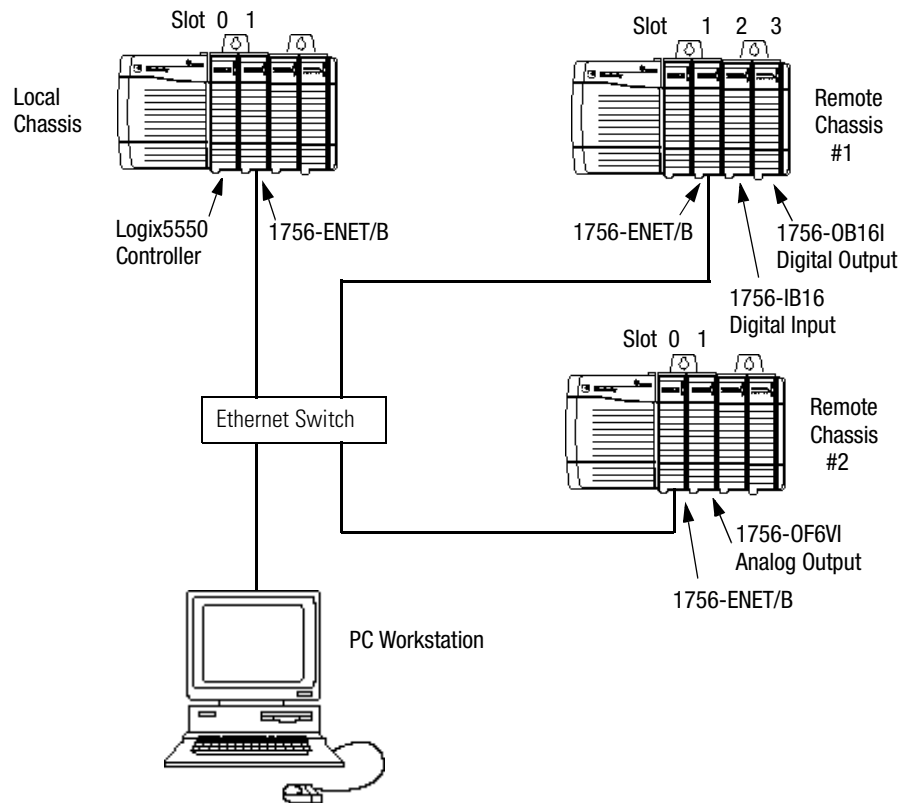 Slot 0 1
Local
Chassis
Logix5550
Controller
1756-ENET/B
Slot 1 2 3
Remote
Chassis
#1
1756-ENET/B
1756-OB16I
Digital Output
1756-IB16
Digital Input
Slot 0 1
Remote
Chassis
#2
1756-OF6VI
Analog Output
1756-ENET/B
Ethernet Switch
PC Workstation